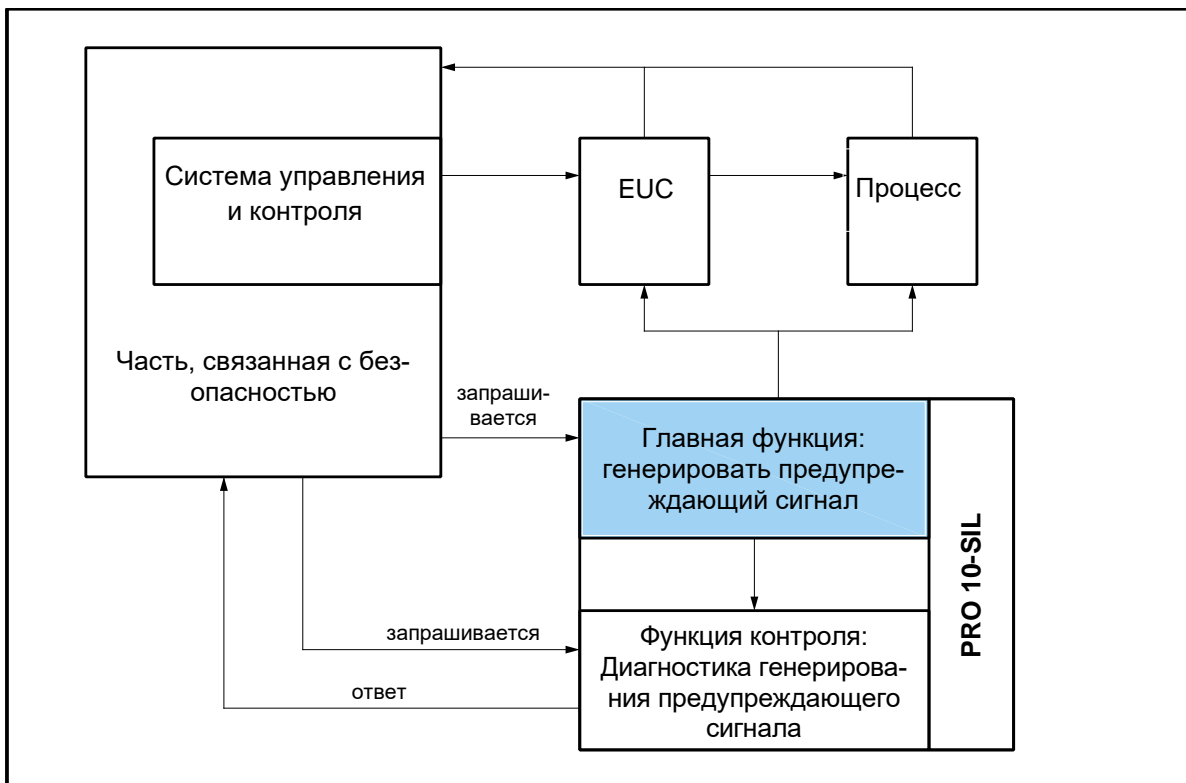 Система управления
и контроля
EUC
Процесс
Часть, связанная с без-
опасностью
запраши-
вается
Главная функция:
генерировать предупре-
ждающий сигнал
PRO 10-SIL
запрашивается
Функция контроля:
Диагностика генерирова-
ния предупреждающего
сигнала
ответ